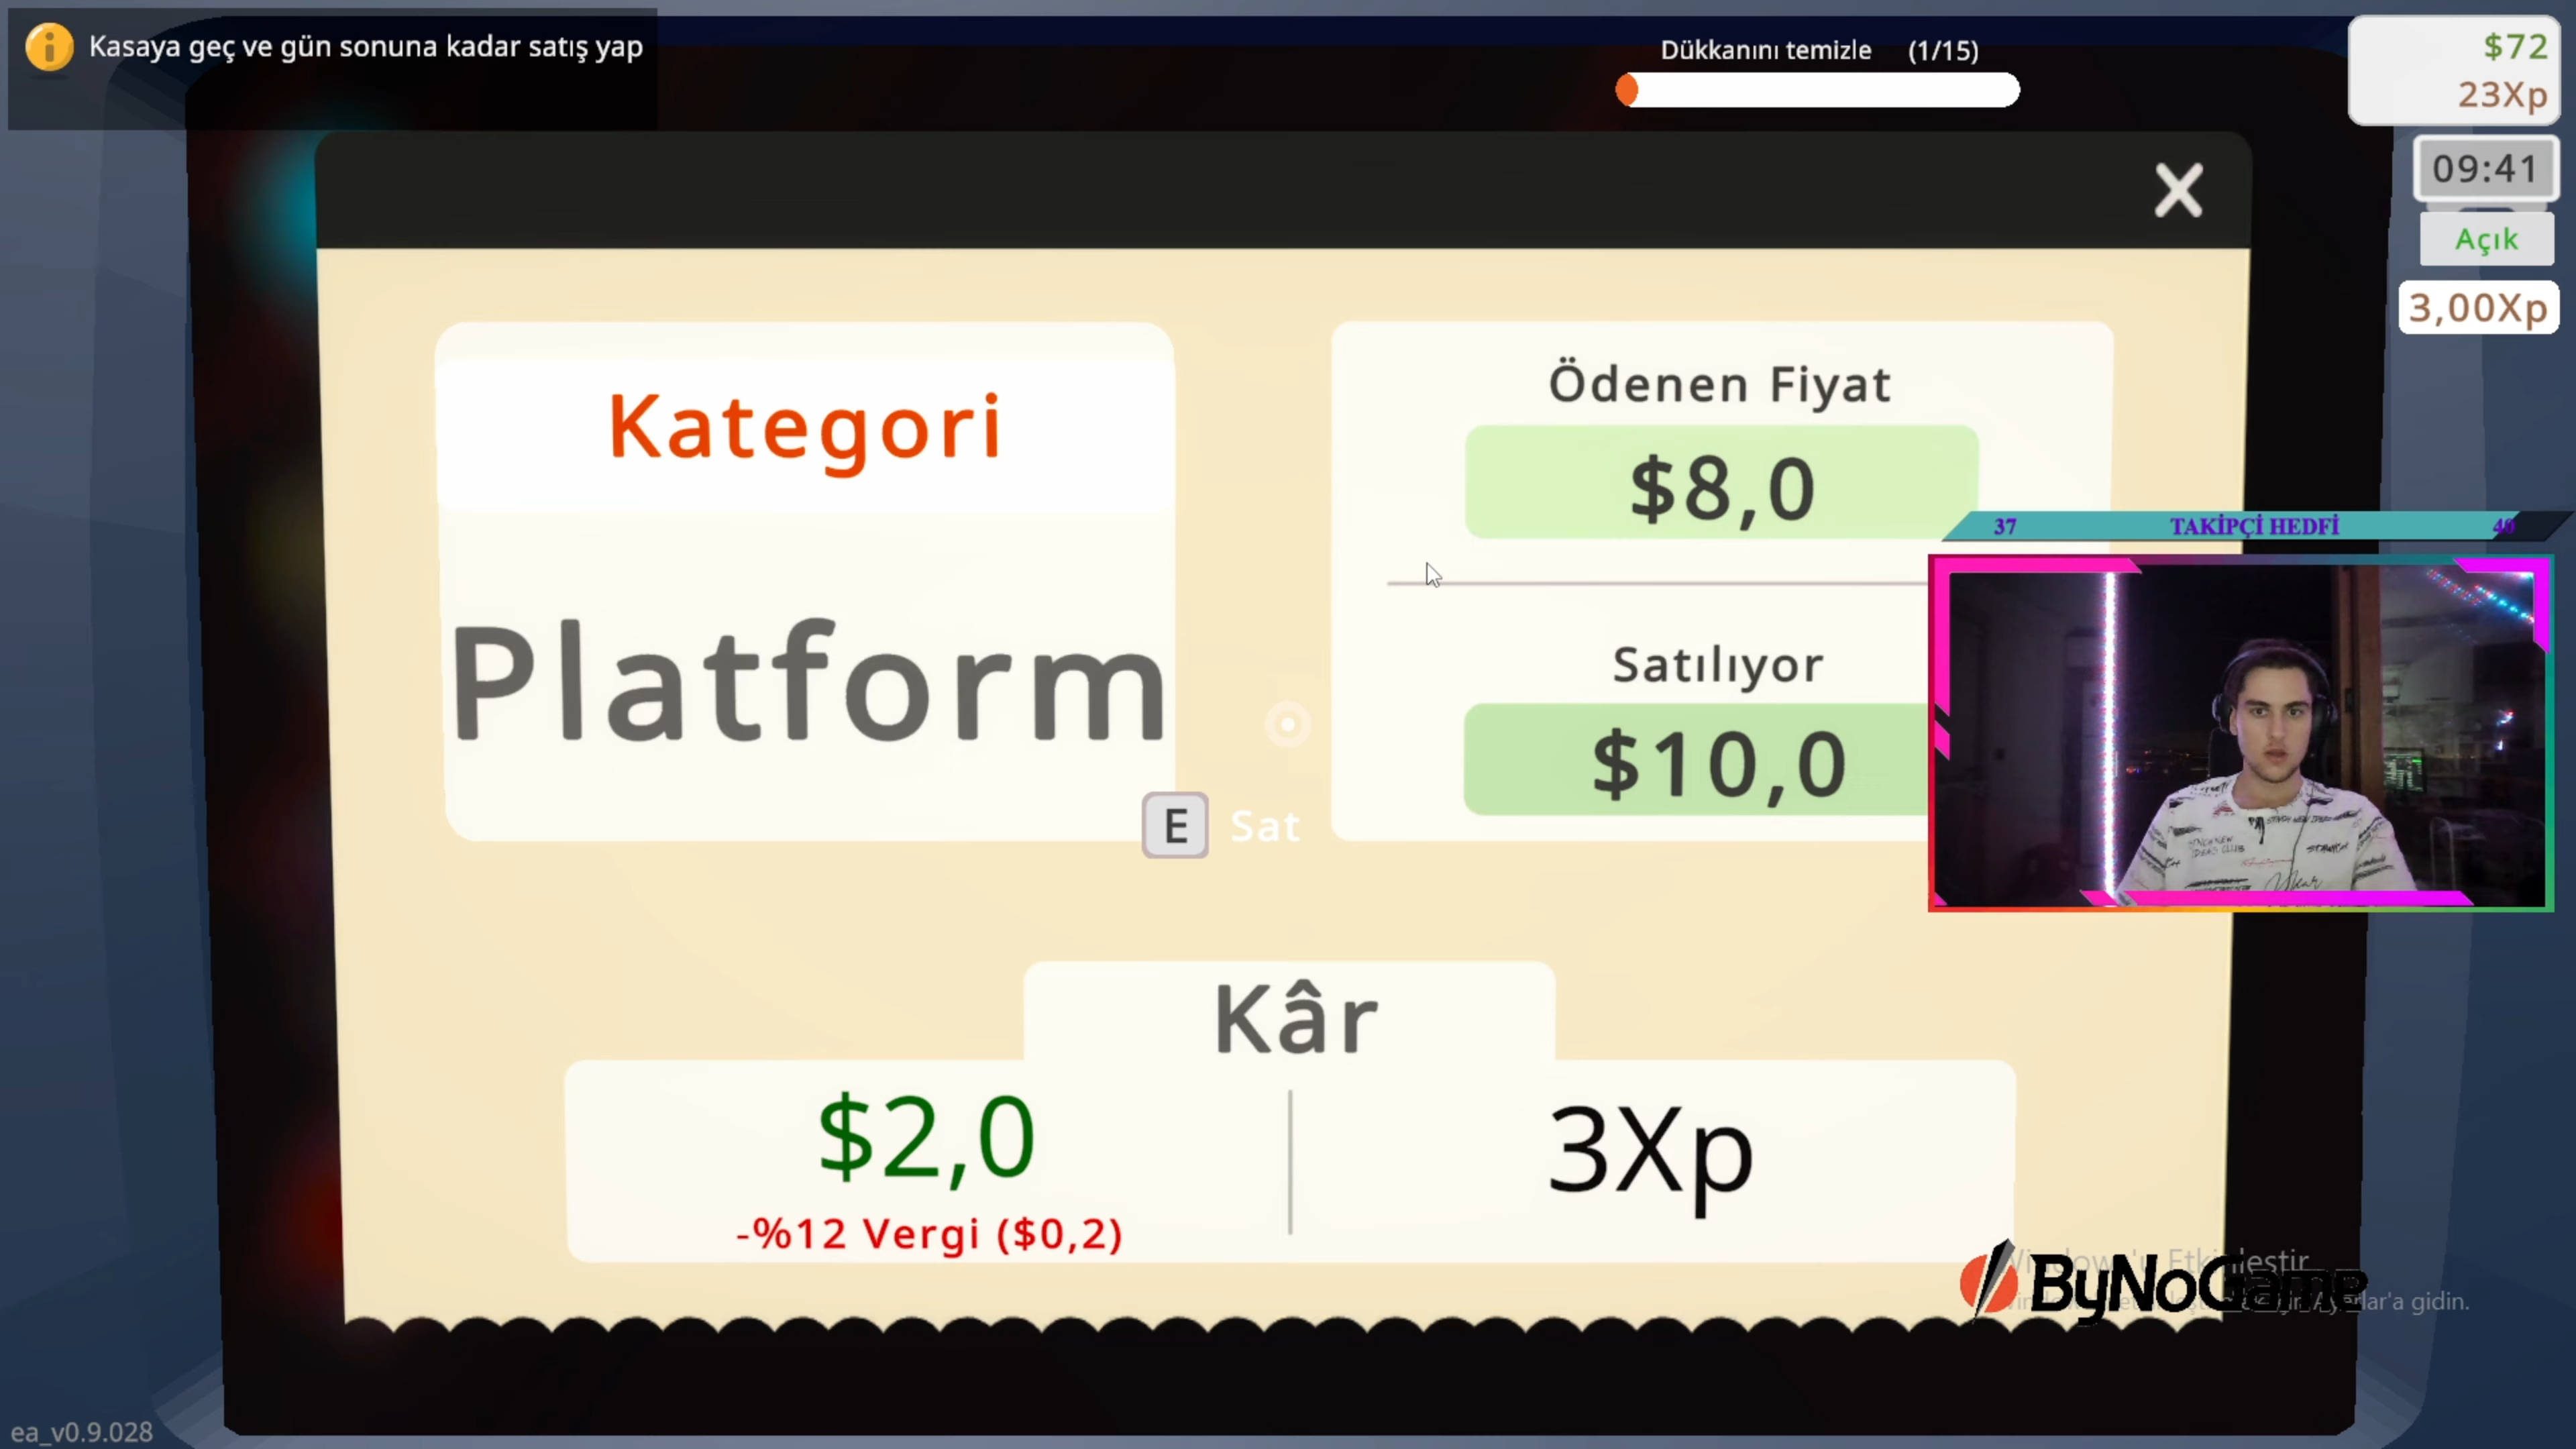 Kasaya geç ve gün sonuna kadar satış yap
Dükkanını temizle (1/15)
$72
23Xp
09:41
Açık
3,00Xp
Kategori
Platform
Ödenen Fiyat
$8,0
Satılıyor
$10,0
E Sat
37 TAKİPÇİ HEDFİ 40
Kâr
$2,0
-%12 Vergi ($0,2)
3Xp
ByNoGame
gidin.
ea_v0.9.028